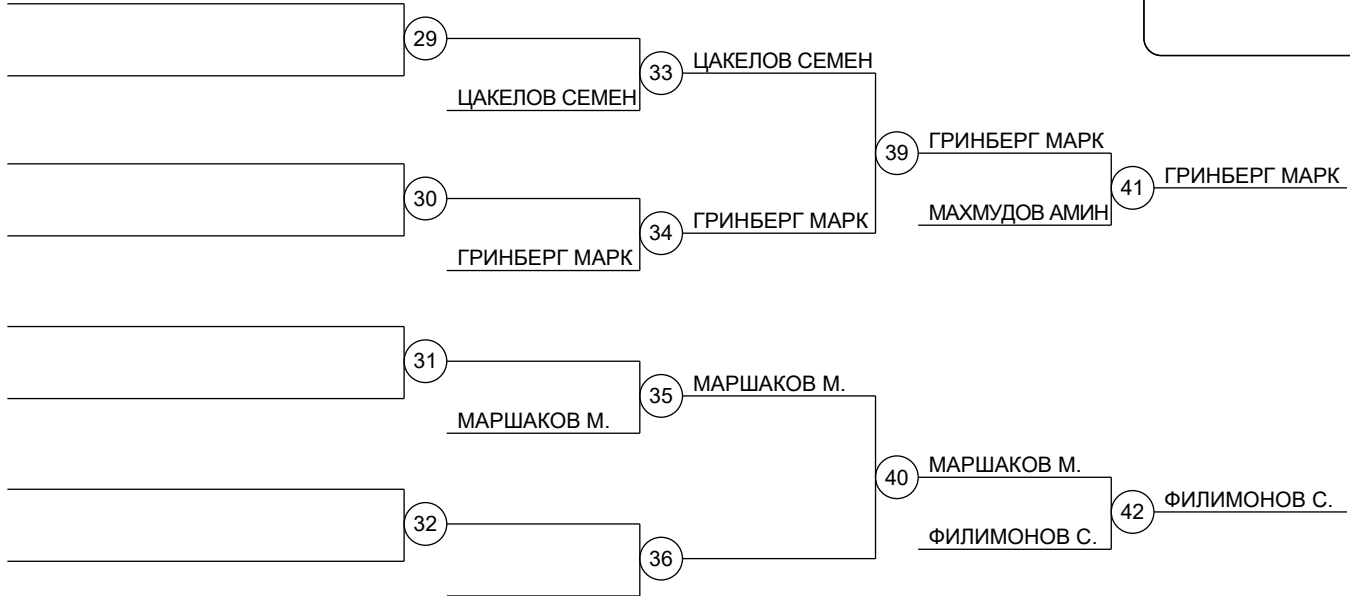 29
33 ЦАКЕЛОВ СЕМЕН
ЦАКЕЛОВ СЕМЕН
39 ГРИНБЕРГ МАРК
30
41 ГРИНБЕРГ МАРК
34 ГРИНБЕРГ МАРК
МАХМУДОВ АМИН
ГРИНБЕРГ МАРК
31
35 МАРШАКОВ М.
МАРШАКОВ М.
40 МАРШАКОВ М.
32
42 ФИЛИМОНОВ С.
ФИЛИМОНОВ С.
36